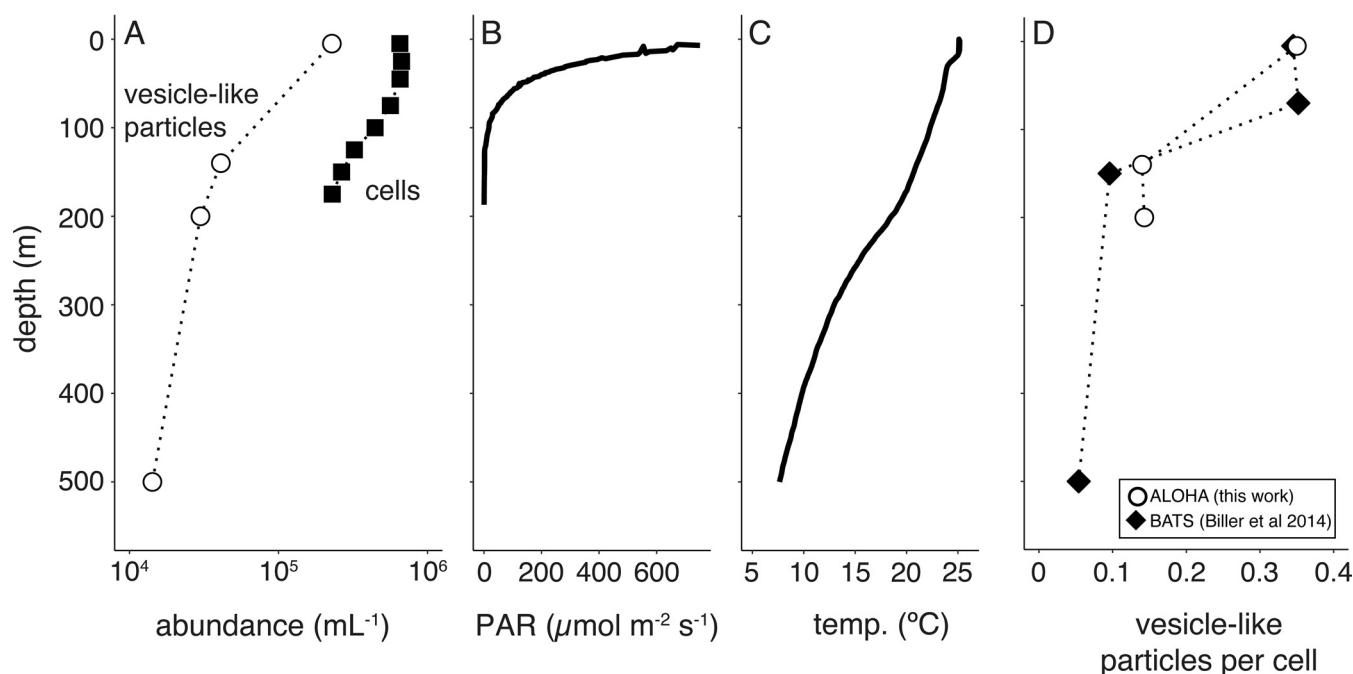 A
B
C
D
vesicle-like
particles
cells
0
100
200
300
400
500
depth (m)
10⁴
10⁵
10⁶
abundance (mL⁻¹)
0
200
400
600
PAR (µmol m⁻² s⁻¹)
5
10
15
20
25
temp. (ºC)
ALOHA (this work)
BATS (Biller et al 2014)
0
0.1
0.2
0.3
0.4
vesicle-like
particles per cell